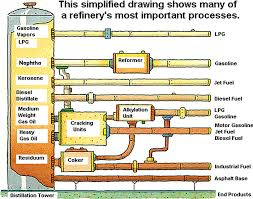 This simplified drawing shows many of
a refinery's most important processes.
Gasoline
Vapors
LPG
LPG
Naphtha
Reformer
Gasoline
Kerosene
Jet Fuel
Diesel
Distillate
Diesel Fuel
Medium
Weight
Gas Oil
Cracking
Units
Alkylation
Unit
LPG
Gasoline
Motor Gasoline
Jet Fuel
Diesel Fuel
Heavy
Gas Oil
Residuum
Coker
Industrial Fuel
Asphalt Base
Distillation Tower
End Products